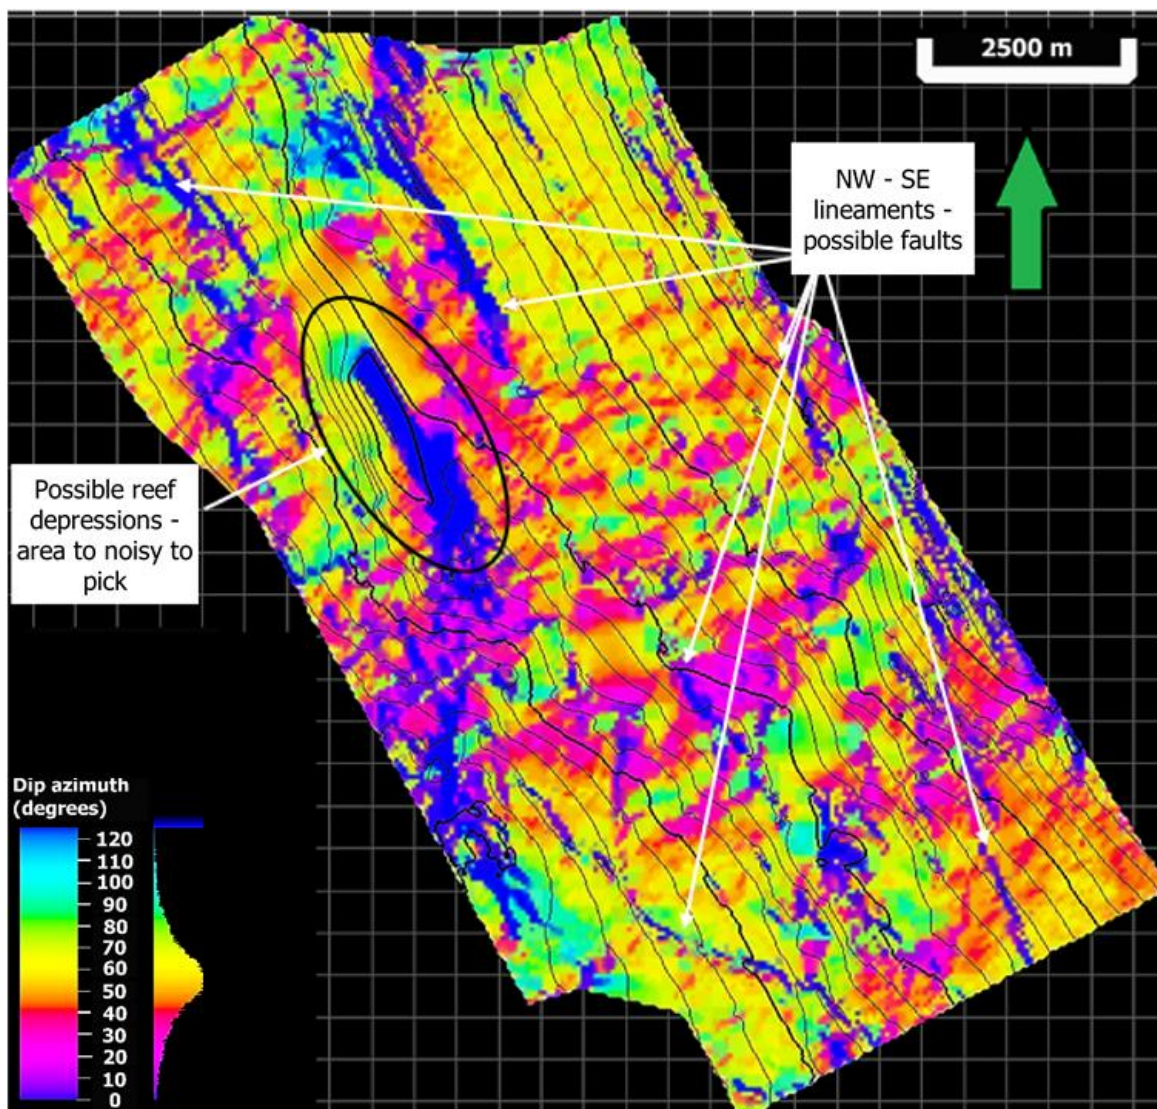 2500 m
NW - SE
lineaments -
possible faults
Possible reef
depressions -
area to noisy to
pick
Dip azimuth
(degrees)
120
110
100
90
80
70
60
50
40
30
20
10
0